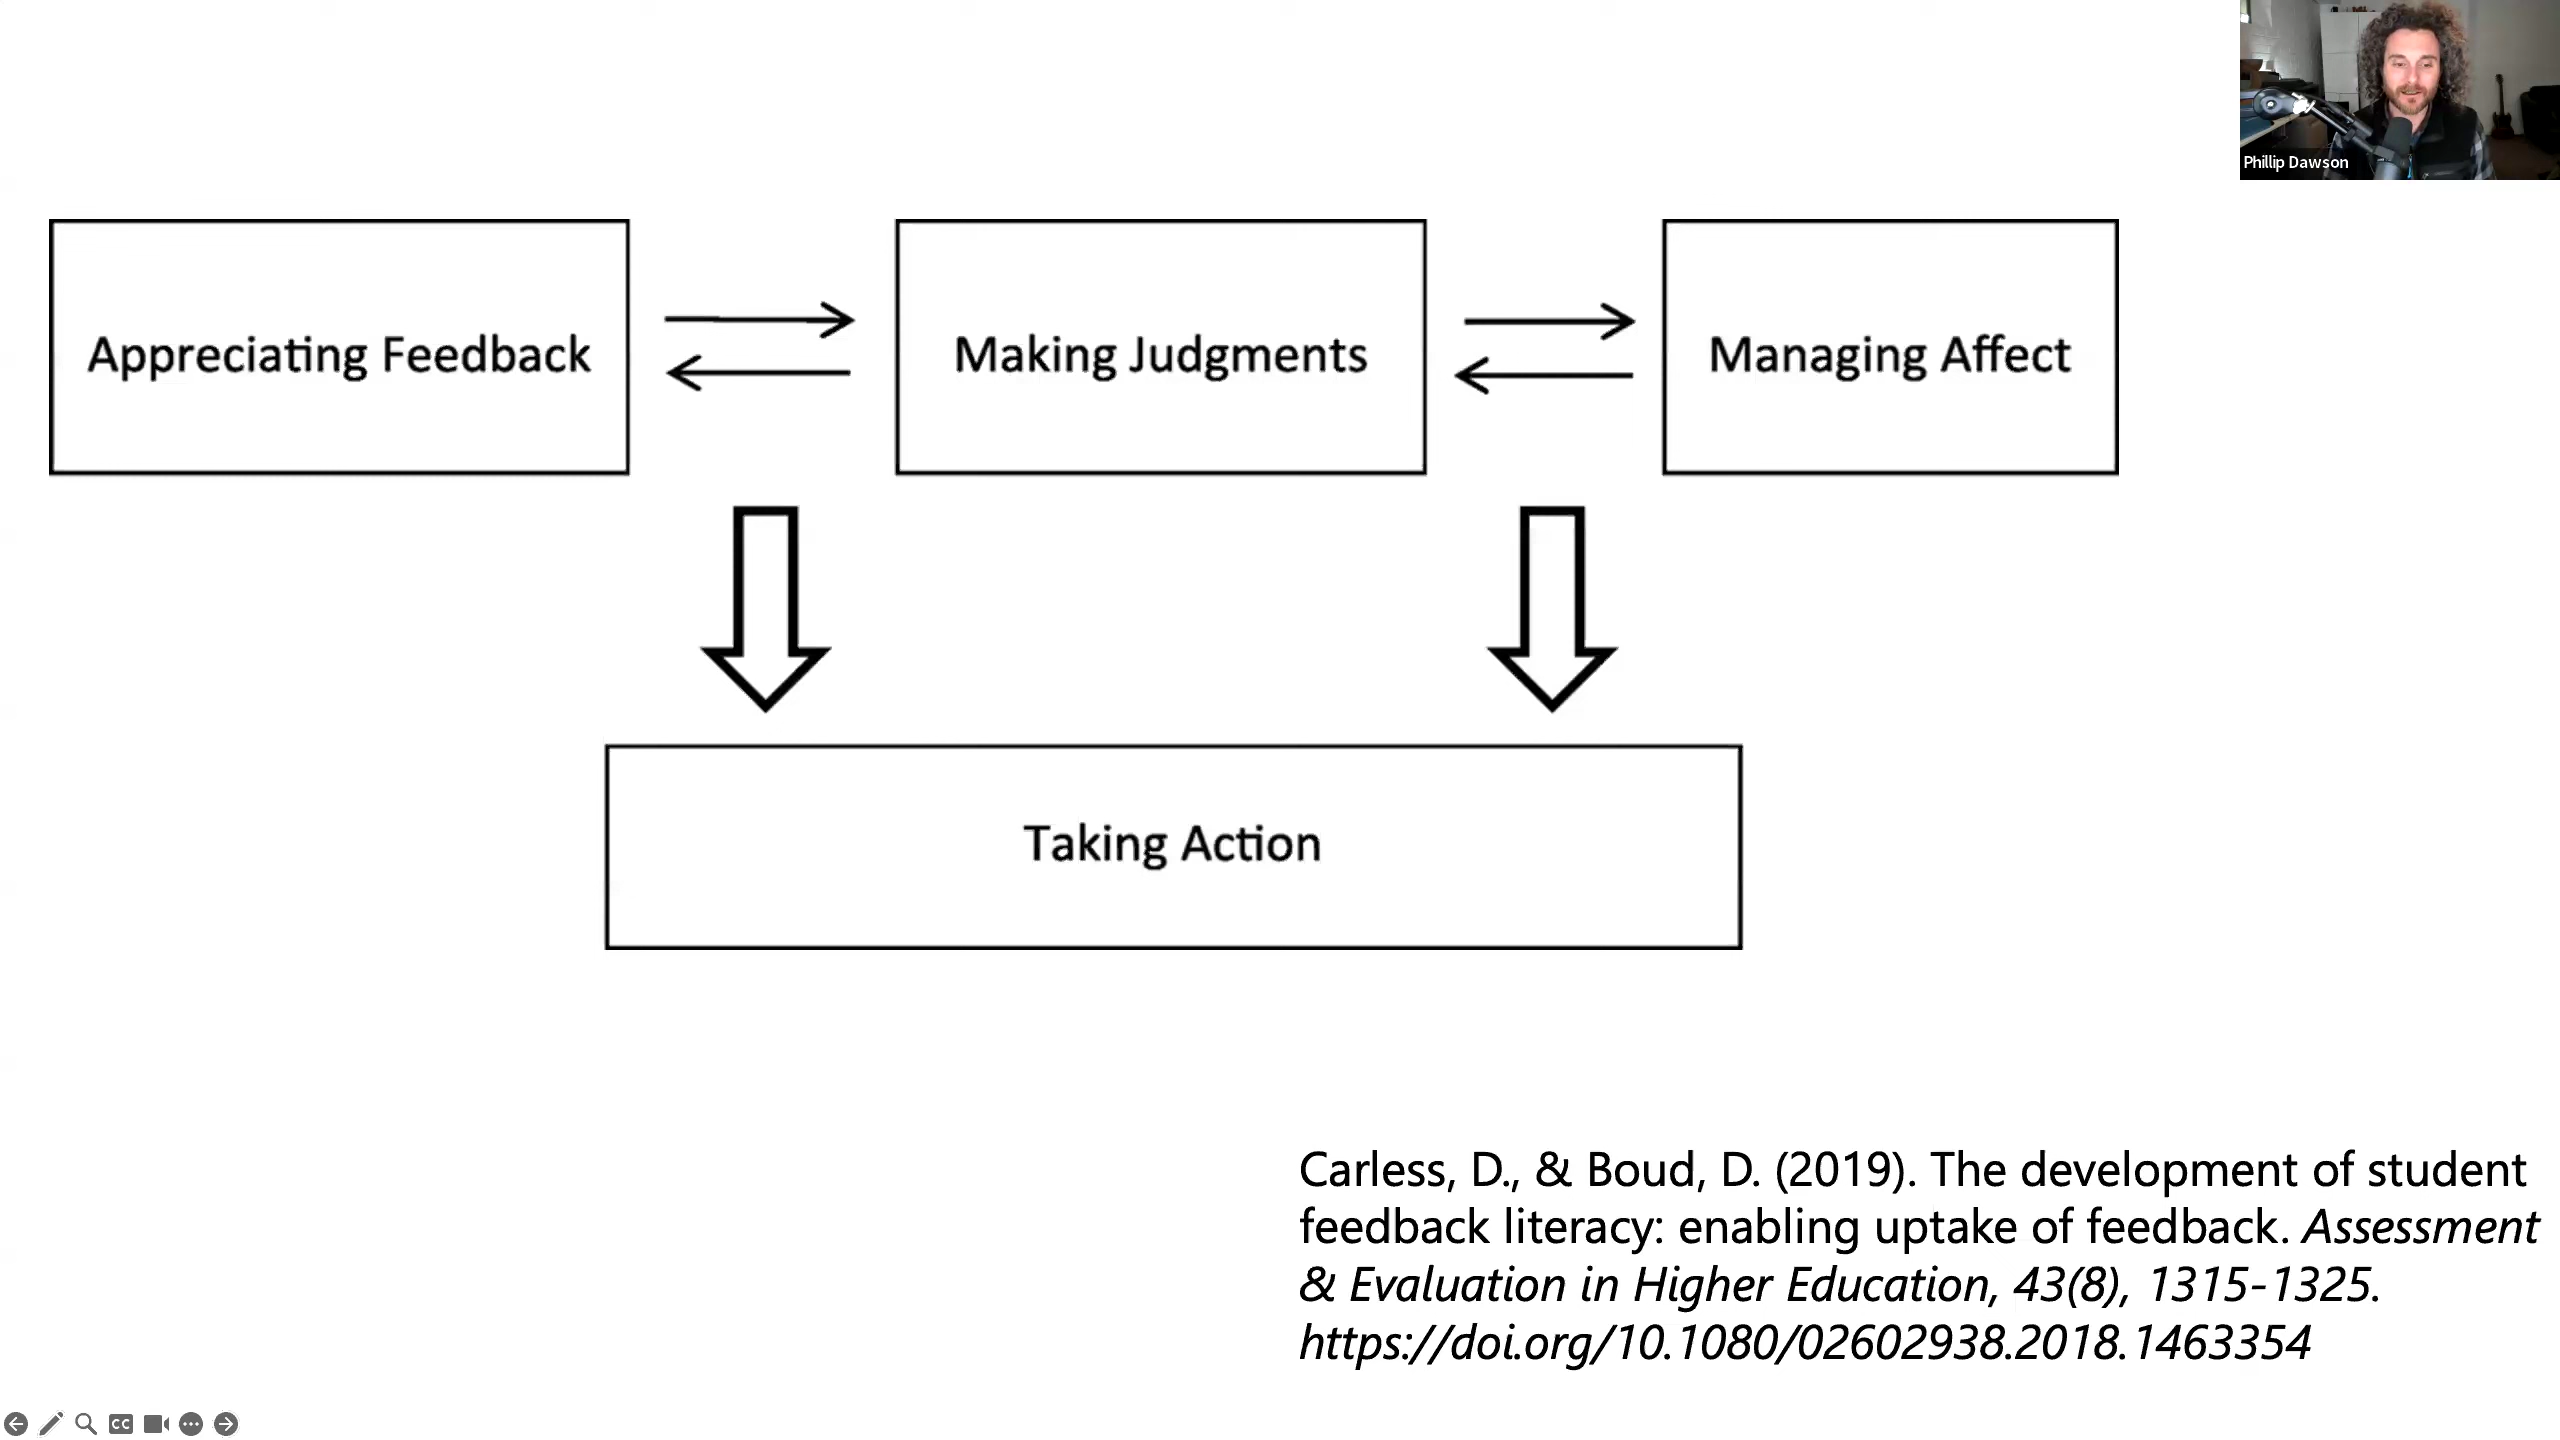 Phillip Dawson
Appreciating Feedback
Making Judgments
Managing Affect
Taking Action
Carless, D., & Boud, D. (2019). The development of student
feedback literacy: enabling uptake of feedback. Assessment
& Evaluation in Higher Education, 43(8), 1315-1325.
https://doi.org/10.1080/02602938.2018.1463354
CC